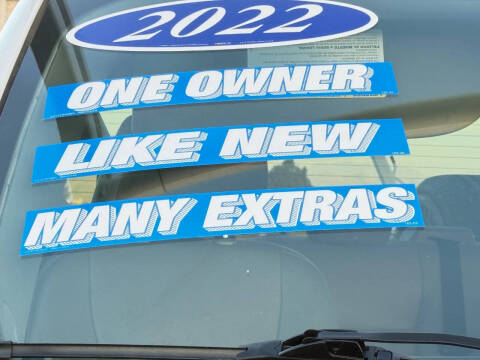 2022
ONE OWNER
LIKE NEW
MANY EXTRAS